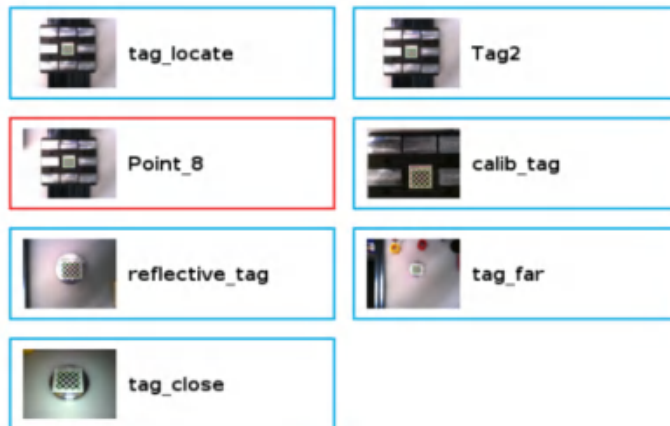 tag_locate
Tag2
Point_8
calib_tag
reflective_tag
tag_far
tag_close